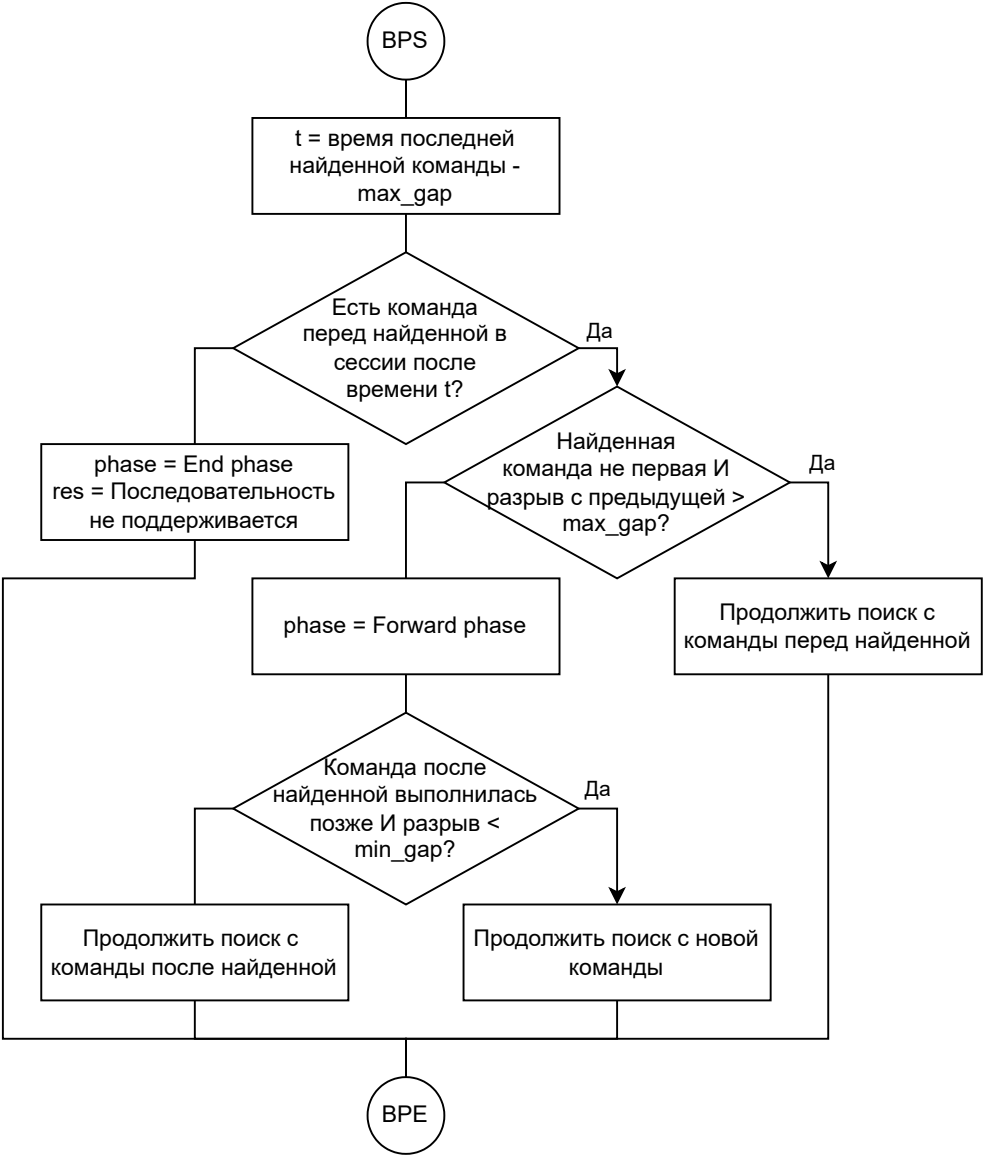 BPS
t = время последней
найденной команды -
max_gap
Есть команда
перед найденной в
сессии после
времени t?
Да
phase = End phase
res = Последовательность
не поддерживается
Найденная
команда не первая И
разрыв с предыдущей >
max_gap?
Да
phase = Forward phase
Продолжить поиск с
команды перед найденной
Команда после
найденной выполнилась
позже И разрыв <
min_gap?
Да
Продолжить поиск с
команды после найденной
Продолжить поиск с новой
команды
BPE